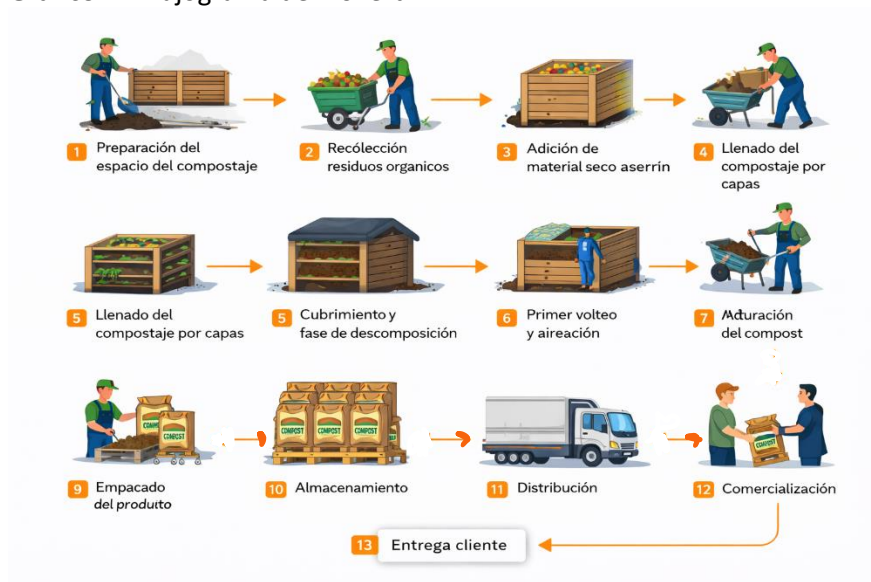 1 Preparación del
espacio del compostaje
2 Recólección
residuos organicos
3 Adición de
material seco aserrín
4 Llenado del
compostaje por
capas
5 Llenado del
compostaje por capas
5 Cubrimiento y
fase de descomposición
6 Primer volteo
y aireación
7 Maturación
del compost
COMPOST
COMPOST
COMPOST
COMPOST
COMPOST
COMPOST
9 Empacado
del produito
10 Almacenamiento
11 Distribución
12 Comercialización
13 Entrega cliente